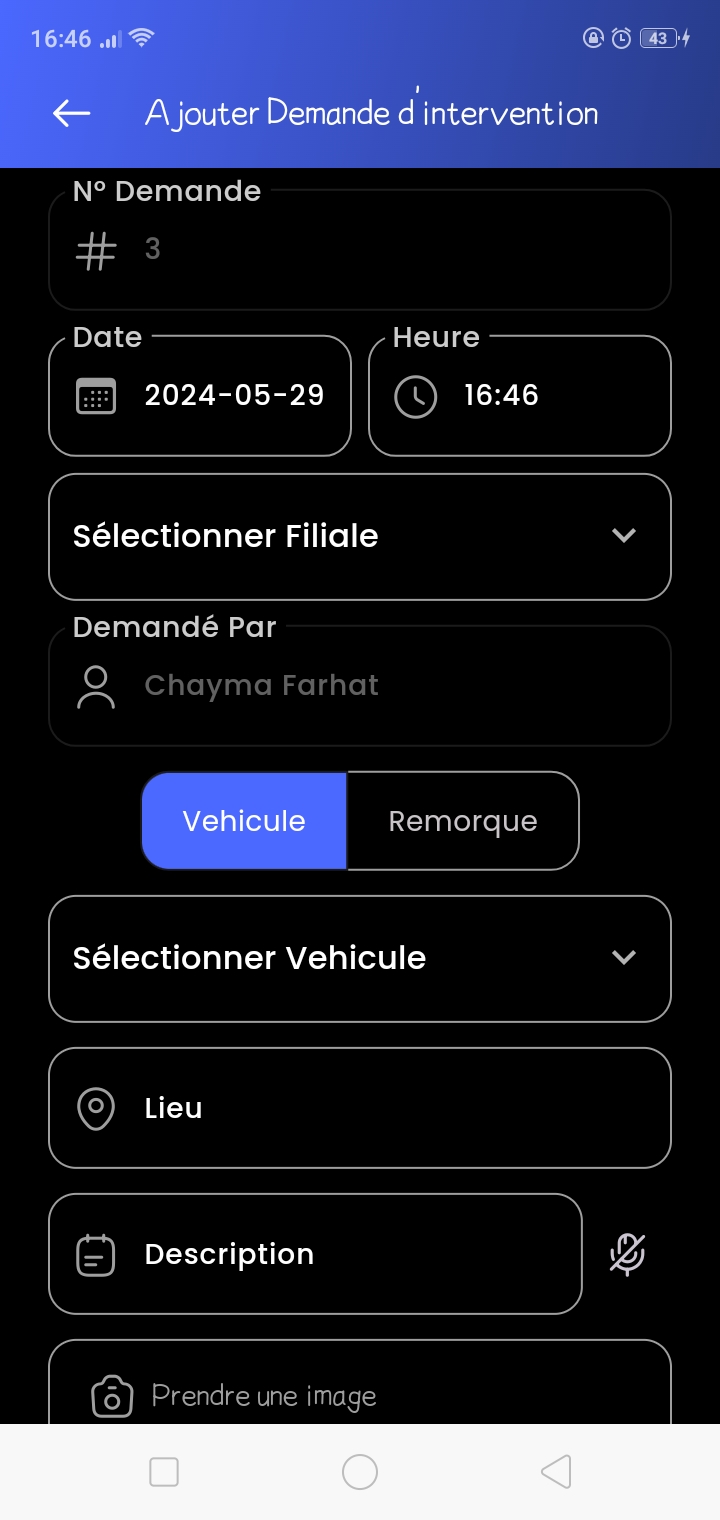 16:46 43
Ajouter Demande d'intervention
N° Demande
# 3
Date Heure
2024-05-29 16:46
Sélectionner Filiale
Demandé Par
Chayma Farhat
Vehicule Remorque
Sélectionner Vehicule
Lieu
Description
Prendre une image